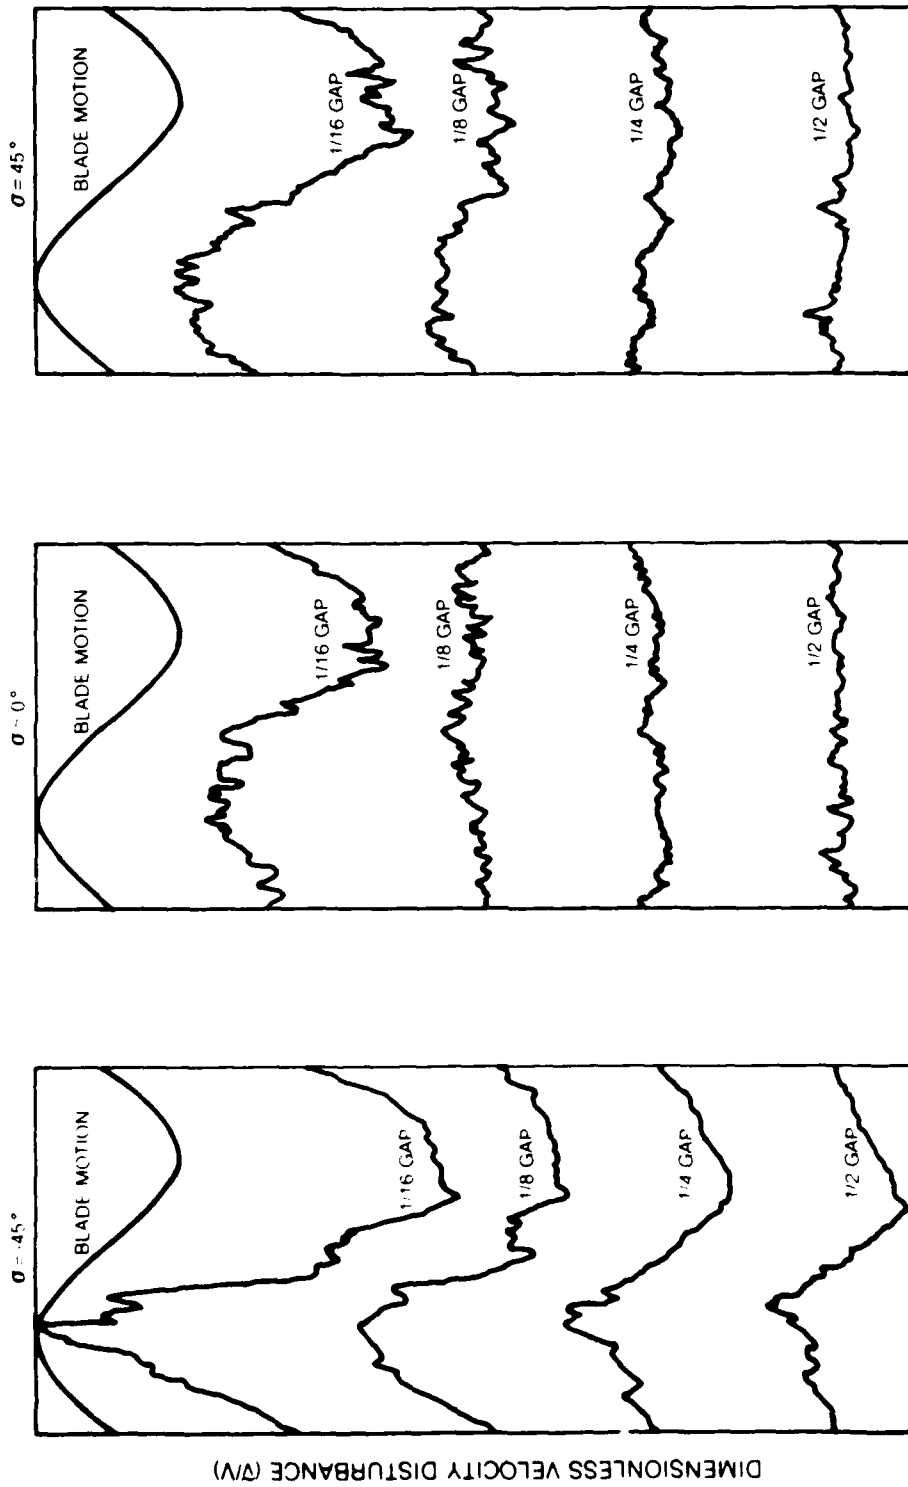 DIMENSIONLESS VELOCITY DISTURBANCE (Ṽ/V)
σ = -45°
BLADE MOTION
1/16 GAP
1/8 GAP
1/4 GAP
1/2 GAP
σ = 0°
BLADE MOTION
1/16 GAP
1/8 GAP
1/4 GAP
1/2 GAP
σ = 45°
BLADE MOTION
1/16 GAP
1/8 GAP
1/4 GAP
1/2 GAP